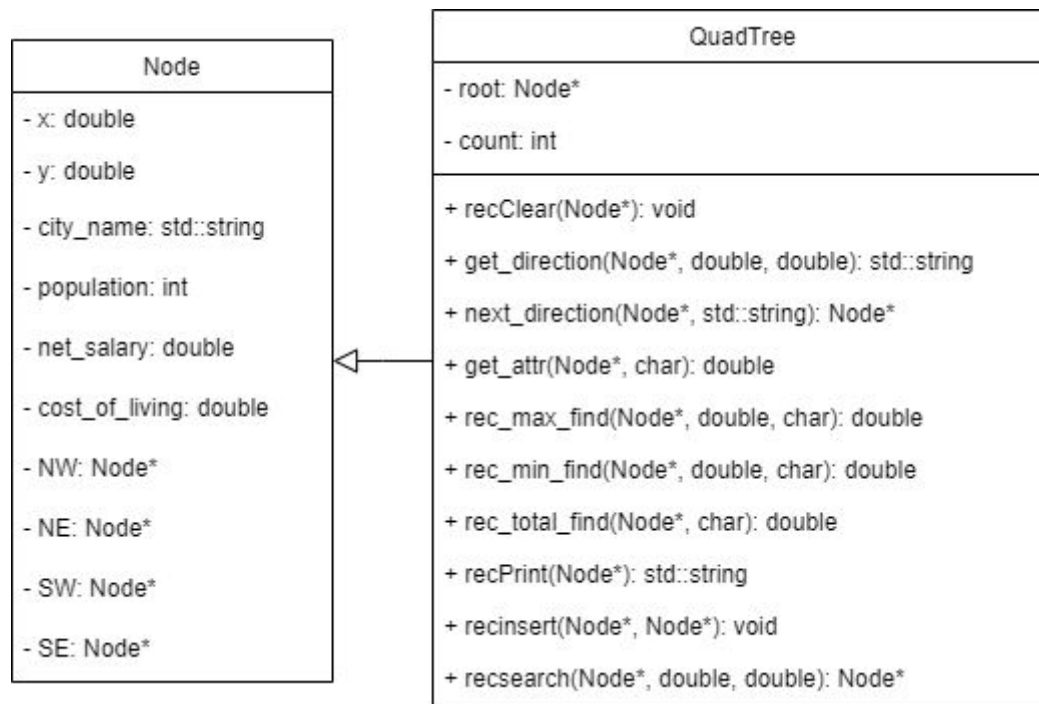 Node
- x: double
- y: double
- city_name: std::string
- population: int
- net_salary: double
- cost_of_living: double
- NW: Node*
- NE: Node*
- SW: Node*
- SE: Node*
QuadTree
- root: Node*
- count: int
+ recClear(Node*): void
+ get_direction(Node*, double, double): std::string
+ next_direction(Node*, std::string): Node*
+ get_attr(Node*, char): double
+ rec_max_find(Node*, double, char): double
+ rec_min_find(Node*, double, char): double
+ rec_total_find(Node*, char): double
+ recPrint(Node*): std::string
+ recinsert(Node*, Node*): void
+ recsearch(Node*, double, double): Node*